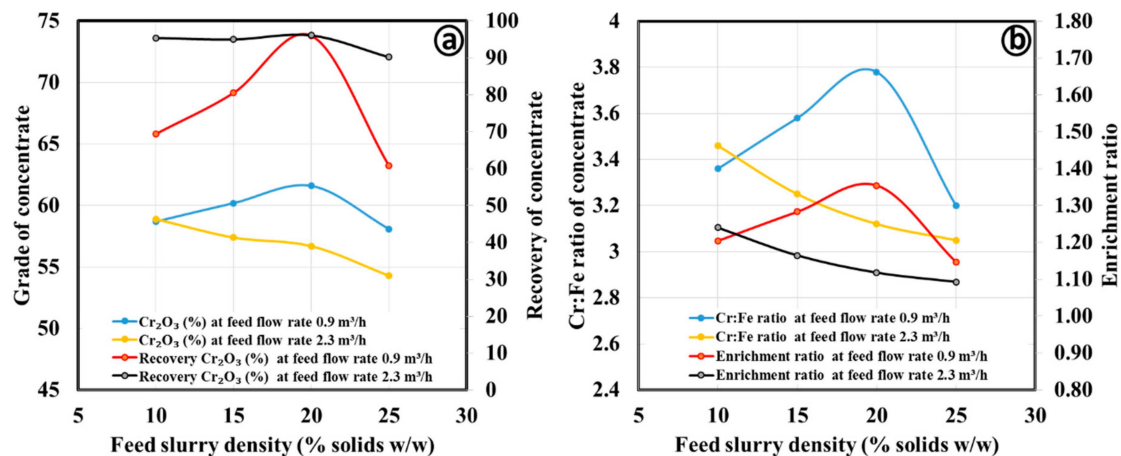 ⓐ
75
70
65
60
55
50
45
100
90
80
70
60
50
40
30
20
10
0
Grade of concentrate
Recovery of concentrate
Cr₂O₃ (%) at feed flow rate 0.9 m³/h
Cr₂O₃ (%) at feed flow rate 2.3 m³/h
Recovery Cr₂O₃ (%) at feed flow rate 0.9 m³/h
Recovery Cr₂O₃ (%) at feed flow rate 2.3 m³/h
5 10 15 20 25 30
Feed slurry density (% solids w/w)
ⓑ
4
3.8
3.6
3.4
3.2
3
2.8
2.6
2.4
1.80
1.70
1.60
1.50
1.40
1.30
1.20
1.10
1.00
0.90
0.80
Cr:Fe ratio of concentrate
Enrichment ratio
Cr:Fe ratio at feed flow rate 0.9 m³/h
Cr:Fe ratio at feed flow rate 2.3 m³/h
Enrichment ratio at feed flow rate 0.9 m³/h
Enrichment ratio at feed flow rate 2.3 m³/h
5 10 15 20 25 30
Feed slurry density (% solids w/w)